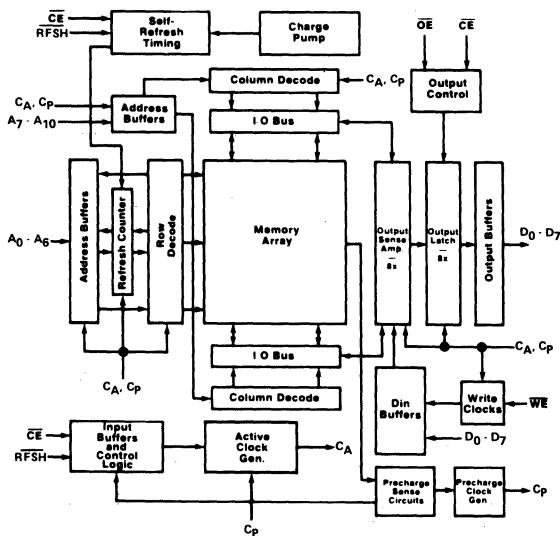 CE
RFSH
Self-
Refresh
Timing
Charge
Pump
OE
CE
Column Decode
CA, CP
Output
Control
CA, CP
A7 - A10
Address
Buffers
I O Bus
A0 - A6
Address Buffers
Refresh Counter
Row
Decode
Memory
Array
Output
Sense
Amp.
8x
Output
Latch
8x
Output Buffers
D0 - D7
I O Bus
CA, CP
CA, CP
Column Decode
Din
Buffers
Write
Clocks
WE
D0 - D7
CE
RFSH
Input
Buffers
and
Control
Logic
Active
Clock
Gen.
CA
Precharge
Sense
Circuits
Precharge
Clock
Gen
CP
CP